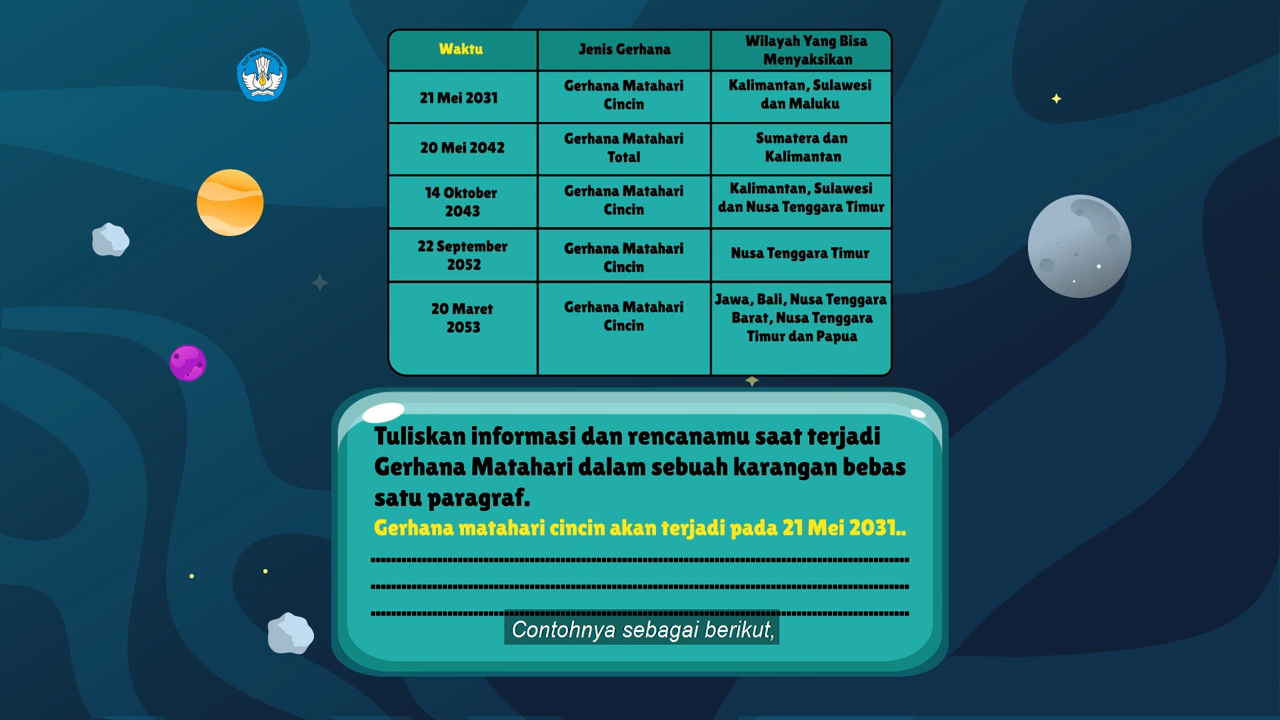 Waktu
Jenis Gerhana
Wilayah Yang Bisa
Menyaksikan
21 Mei 2031
Gerhana Matahari
Cincin
Kalimantan, Sulawesi
dan Maluku
20 Mei 2042
Gerhana Matahari
Total
Sumatera dan
Kalimantan
14 Oktober
2043
Gerhana Matahari
Cincin
Kalimantan, Sulawesi
dan Nusa Tenggara Timur
22 September
2052
Gerhana Matahari
Cincin
Nusa Tenggara Timur
20 Maret
2053
Gerhana Matahari
Cincin
Jawa, Bali, Nusa Tenggara
Barat, Nusa Tenggara
Timur dan Papua
Tuliskan informasi dan rencanamu saat terjadi
Gerhana Matahari dalam sebuah karangan bebas
satu paragraf.
Gerhana matahari cincin akan terjadi pada 21 Mei 2031..
Contohnya sebagai berikut,